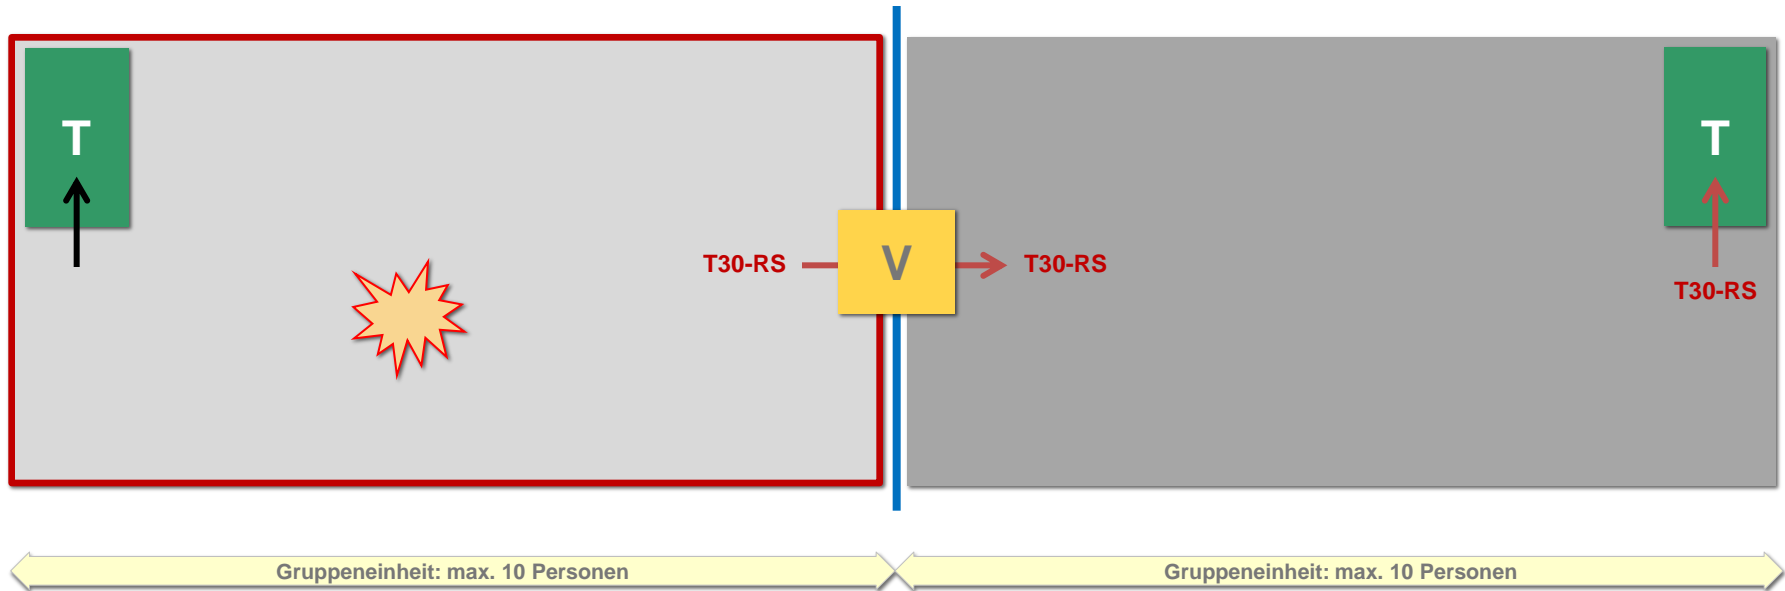 T
T
T30-RS
V
T30-RS
T30-RS
Gruppeneinheit: max. 10 Personen
Gruppeneinheit: max. 10 Personen